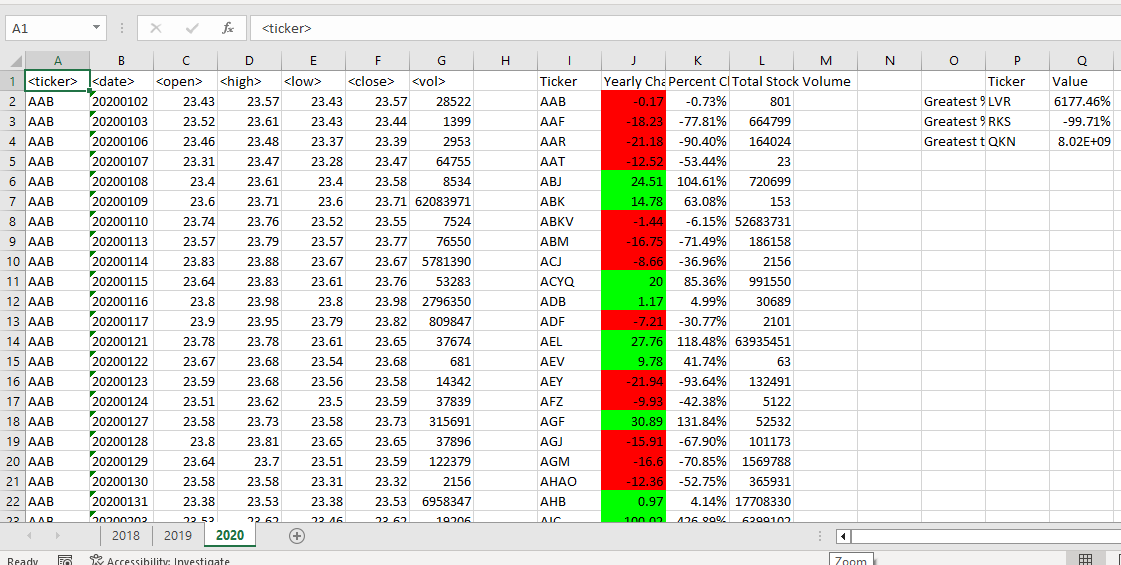 A1 fx <ticker>
A B C D E F G H I J K L M N O P Q
1 <ticker> <date> <open> <high> <low> <close> <vol> Ticker Yearly Cha Percent C Total Stock Volume Ticker Value
2 AAB 20200102 23.43 23.57 23.43 23.57 28522 AAB -0.17 -0.73% 801 Greatest % LVR 6177.46%
3 AAB 20200103 23.52 23.61 23.43 23.44 1399 AAF -18.23 -77.81% 664799 Greatest % RKS -99.71%
4 AAB 20200106 23.46 23.48 23.37 23.39 2953 AAR -21.18 -90.40% 164024 Greatest t QKN 8.02E+09
5 AAB 20200107 23.31 23.47 23.28 23.47 64755 AAT -12.52 -53.44% 23
6 AAB 20200108 23.4 23.61 23.4 23.58 8534 ABJ 24.51 104.61% 720699
7 AAB 20200109 23.6 23.71 23.6 23.71 62083971 ABK 14.78 63.08% 153
8 AAB 20200110 23.74 23.76 23.52 23.55 7524 ABKV -1.44 -6.15% 52683731
9 AAB 20200113 23.57 23.79 23.57 23.77 76550 ABM -16.75 -71.49% 186158
10 AAB 20200114 23.83 23.88 23.67 23.67 5781390 ACJ -8.66 -36.96% 2156
11 AAB 20200115 23.64 23.83 23.61 23.76 53283 ACYQ 20 85.36% 991550
12 AAB 20200116 23.8 23.98 23.8 23.98 2796350 ADB 1.17 4.99% 30689
13 AAB 20200117 23.9 23.95 23.79 23.82 809847 ADF -7.21 -30.77% 2101
14 AAB 20200121 23.78 23.78 23.61 23.65 37674 AEL 27.76 118.48% 63935451
15 AAB 20200122 23.67 23.68 23.54 23.68 681 AEV 9.78 41.74% 63
16 AAB 20200123 23.59 23.68 23.56 23.58 14342 AEY -21.94 -93.64% 132491
17 AAB 20200124 23.51 23.62 23.5 23.59 37839 AFZ -9.93 -42.38% 5122
18 AAB 20200127 23.58 23.73 23.58 23.73 315691 AGF 30.89 131.84% 52532
19 AAB 20200128 23.8 23.81 23.65 23.65 37896 AGJ -15.91 -67.90% 101173
20 AAB 20200129 23.64 23.7 23.51 23.59 122379 AGM -16.6 -70.85% 1569788
21 AAB 20200130 23.58 23.58 23.31 23.32 2156 AHAO -12.36 -52.75% 365931
22 AAB 20200131 23.38 23.53 23.38 23.53 6958347 AHB 0.97 4.14% 17708330
23 AAB 20200203 23.53 23.62 23.46 23.62 19206 100.02 426.89% 6399102
2018 2019 2020
Ready Accessibility: Investigate Zoom